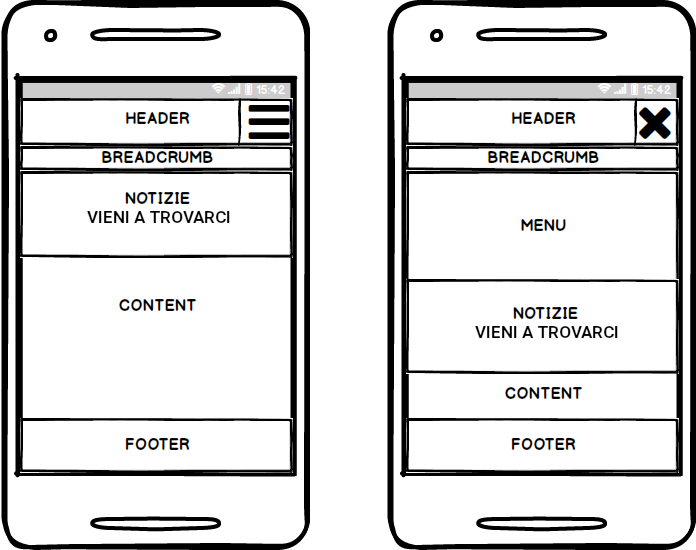 15:42
HEADER
BREADCRUMB
NOTIZIE
VIENI A TROVARCI
CONTENT
FOOTER
15:42
HEADER
BREADCRUMB
MENU
NOTIZIE
VIENI A TROVARCI
CONTENT
FOOTER